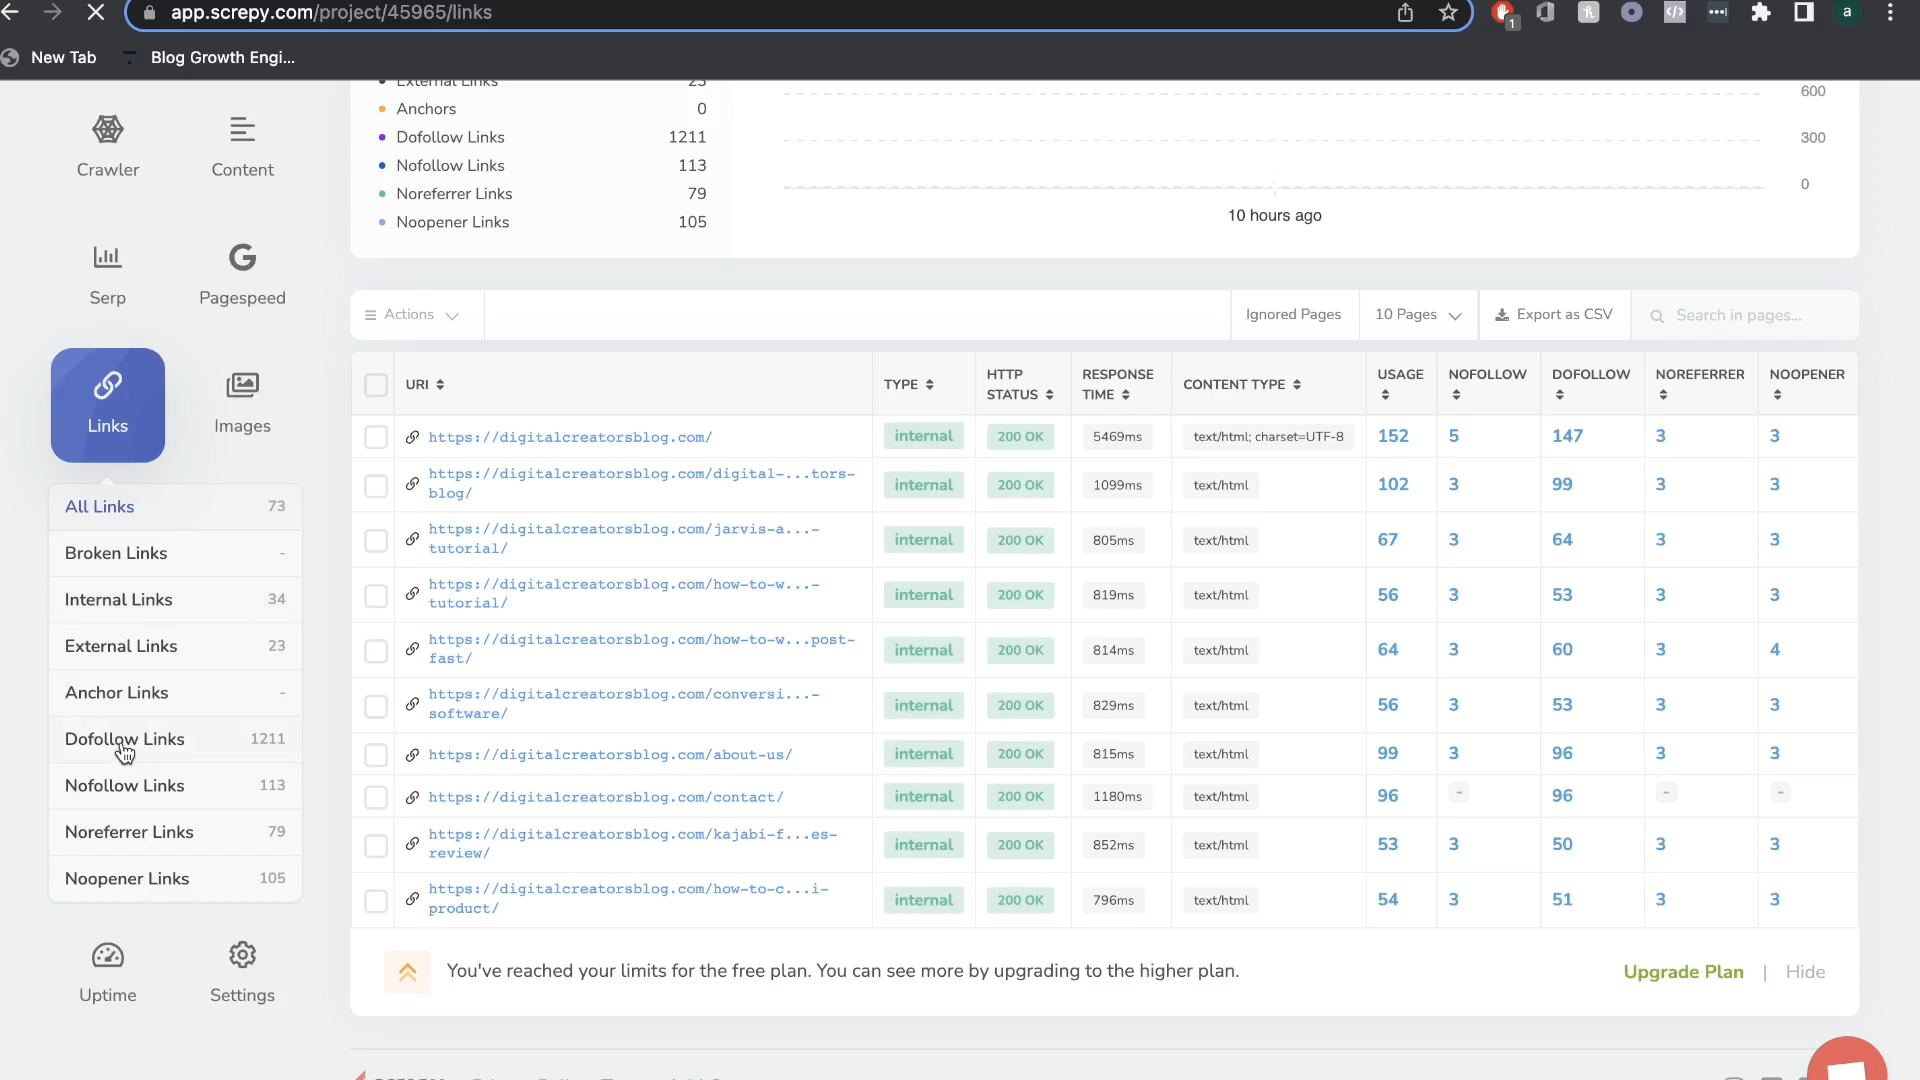 app.screpy.com/project/45965/links
1
a
New Tab
Blog Growth Engi...
Crawler
Content
Serp
Pagespeed
Links
Images
All Links 73
Broken Links -
Internal Links 34
External Links 23
Anchor Links -
Dofollow Links 1211
Nofollow Links 113
Noreferrer Links 79
Noopener Links 105
Uptime
Settings
External Links 23
Anchors 0
Dofollow Links 1211
Nofollow Links 113
Noreferrer Links 79
Noopener Links 105
600
300
0
10 hours ago
Actions
Ignored Pages
10 Pages
Export as CSV
Search in pages...
URI TYPE HTTP STATUS RESPONSE TIME CONTENT TYPE USAGE NOFOLLOW DOFOLLOW NOREFERRER NOOPENER
https://digitalcreatorsblog.com/ internal 200 OK 5469ms text/html; charset=UTF-8 152 5 147 3 3
https://digitalcreatorsblog.com/digital-...tors-
blog/ internal 200 OK 1099ms text/html 102 3 99 3 3
https://digitalcreatorsblog.com/jarvis-a...-
tutorial/ internal 200 OK 805ms text/html 67 3 64 3 3
https://digitalcreatorsblog.com/how-to-w...-
tutorial/ internal 200 OK 819ms text/html 56 3 53 3 3
https://digitalcreatorsblog.com/how-to-w...post-
fast/ internal 200 OK 814ms text/html 64 3 60 3 4
https://digitalcreatorsblog.com/conversi...-
software/ internal 200 OK 829ms text/html 56 3 53 3 3
https://digitalcreatorsblog.com/about-us/ internal 200 OK 815ms text/html 99 3 96 3 3
https://digitalcreatorsblog.com/contact/ internal 200 OK 1180ms text/html 96 - 96 - -
https://digitalcreatorsblog.com/kajabi-f...es-
review/ internal 200 OK 852ms text/html 53 3 50 3 3
https://digitalcreatorsblog.com/how-to-c...i-
product/ internal 200 OK 796ms text/html 54 3 51 3 3
You've reached your limits for the free plan. You can see more by upgrading to the higher plan.
Upgrade Plan | Hide